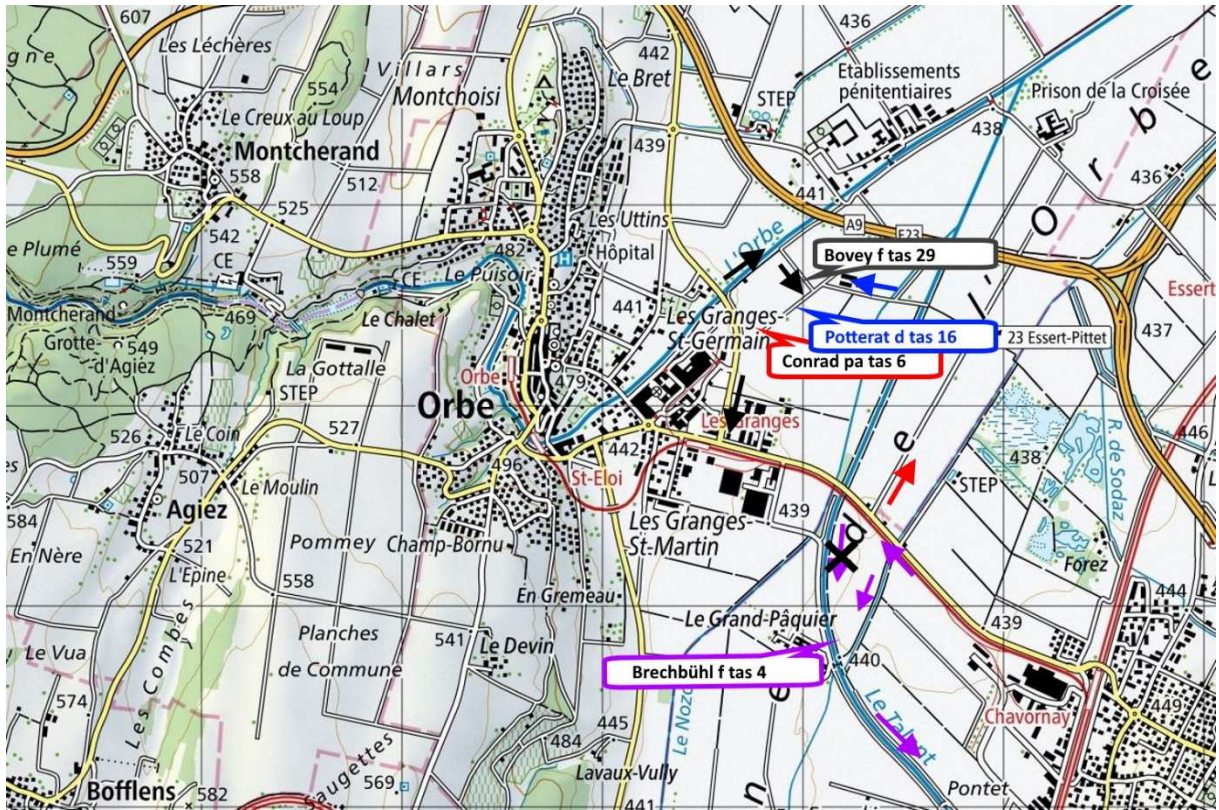 607
Les Léchères
gne
554
Villars
Montchoisi
442
Le Bret
436
Etablissements
pénitentiaires
STEP
Prison de la Croisée
438
Le Creux au Loup
Montcherand
558
512
439
441
436
O r b e
525
542
CE
e Plumé
559
Les Uttins
482
Hôpital
H
L'Orbe
A9
E23
Bovey f tas 29
Le Puisoir
CE
Montcherand
469
Le Chalet
441
Les Granges-
St-Germain
Potterat d tas 16
23 Essert-Pittet
Essert
437
Conrad pa tas 6
Grotte-
d'Agiez
549
La Gottalle
STEP
Orbe
479
Orbe
Les Granges
442
526
Le Coin
527
496
St-Eloi
438
R. de Sodaz
446
STEP
507
Le Moulin
Agiez
584
En Nère
521
L'Epine
Pommey
Champ-Bornu
Les Granges-
St-Martin
439
d e l'
Forez
558
En Gremeau
444
Les Combes
Planches
de Commune
541
Le Devin
Le Grand-Pâquier
439
Le Vua
574
Brechbühl f tas 4
440
Le Talent
Chavornay
449
445
484
Saugettes
569
Lavaux-Vully
Pontet
Bofflens
582
441
n e